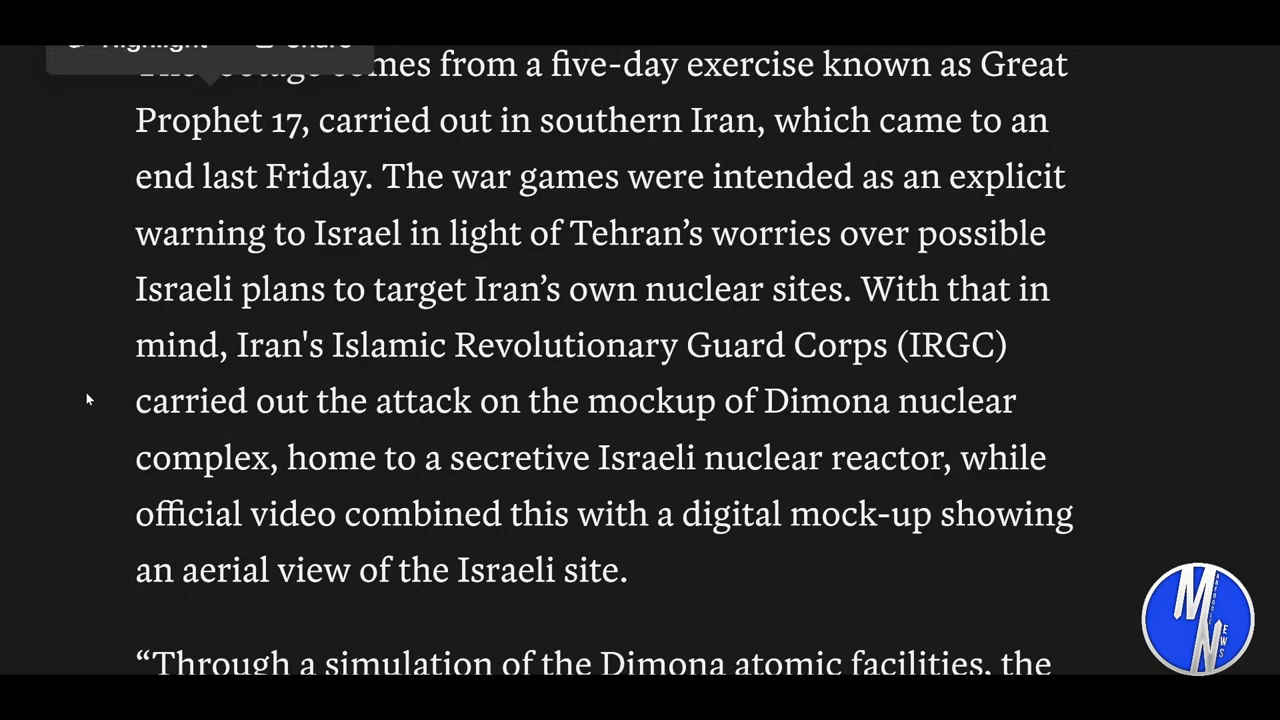 Highlight Share
The footage comes from a five-day exercise known as Great
Prophet 17, carried out in southern Iran, which came to an
end last Friday. The war games were intended as an explicit
warning to Israel in light of Tehran’s worries over possible
Israeli plans to target Iran’s own nuclear sites. With that in
mind, Iran's Islamic Revolutionary Guard Corps (IRGC)
carried out the attack on the mockup of Dimona nuclear
complex, home to a secretive Israeli nuclear reactor, while
official video combined this with a digital mock-up showing
an aerial view of the Israeli site.
“Through a simulation of the Dimona atomic facilities, the
M
N
EWS